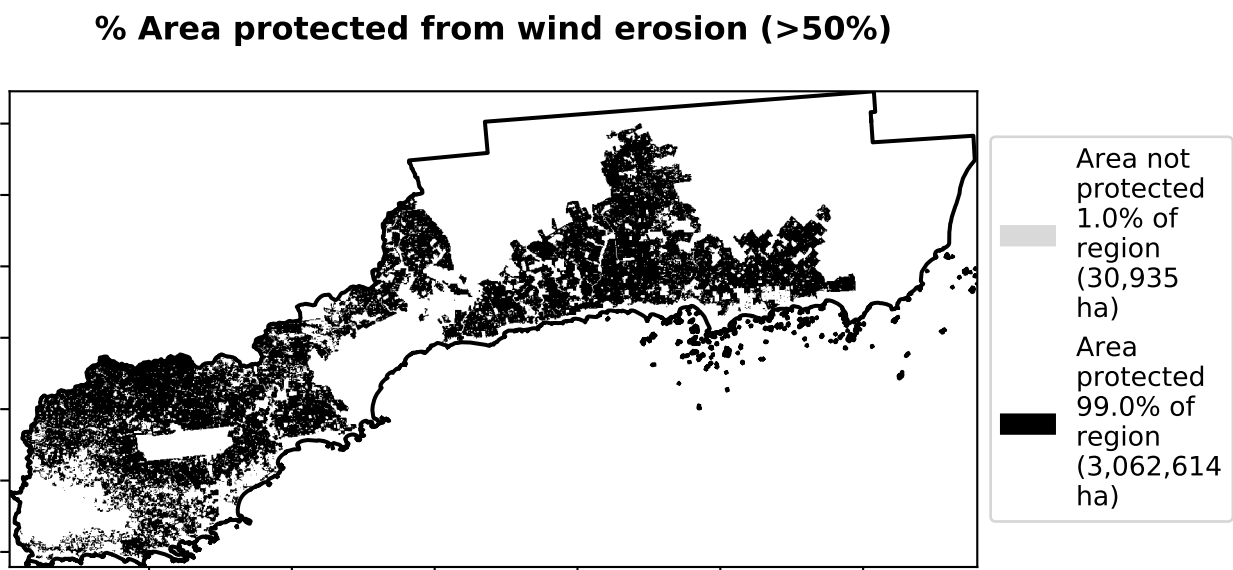 % Area protected from wind erosion (>50%)
Area not
protected
1.0% of
region
(30,935
ha)
Area
protected
99.0% of
region
(3,062,614
ha)